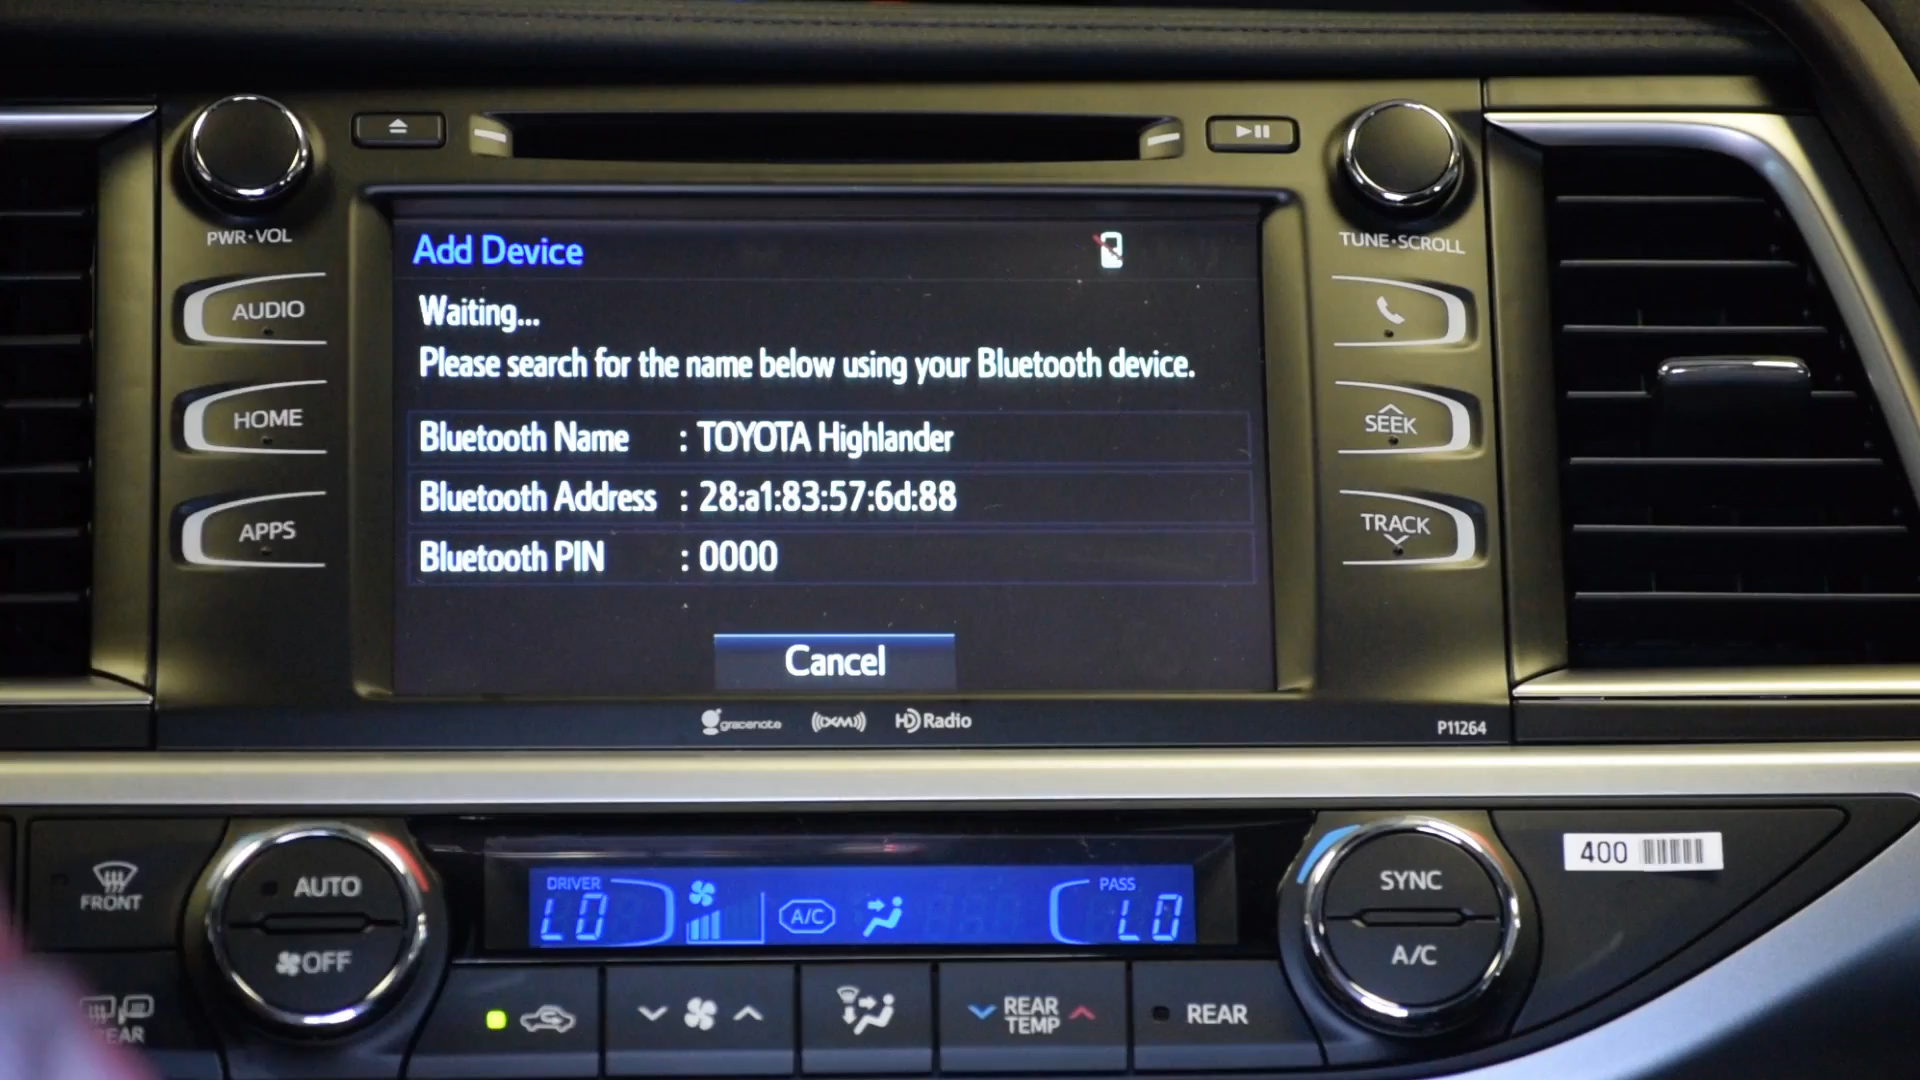 PWR•VOL
TUNE•SCROLL
AUDIO
HOME
APPS
SEEK
TRACK
Add Device
Waiting...
Please search for the name below using your Bluetooth device.
Bluetooth Name : TOYOTA Highlander
Bluetooth Address : 28:a1:83:57:6d:88
Bluetooth PIN : 0000
Cancel
gracenote
((XM))
HD Radio
P11264
FRONT
REAR
AUTO
OFF
DRIVER
LO
A/C
PASS
LO
SYNC
A/C
400
REAR
TEMP
REAR